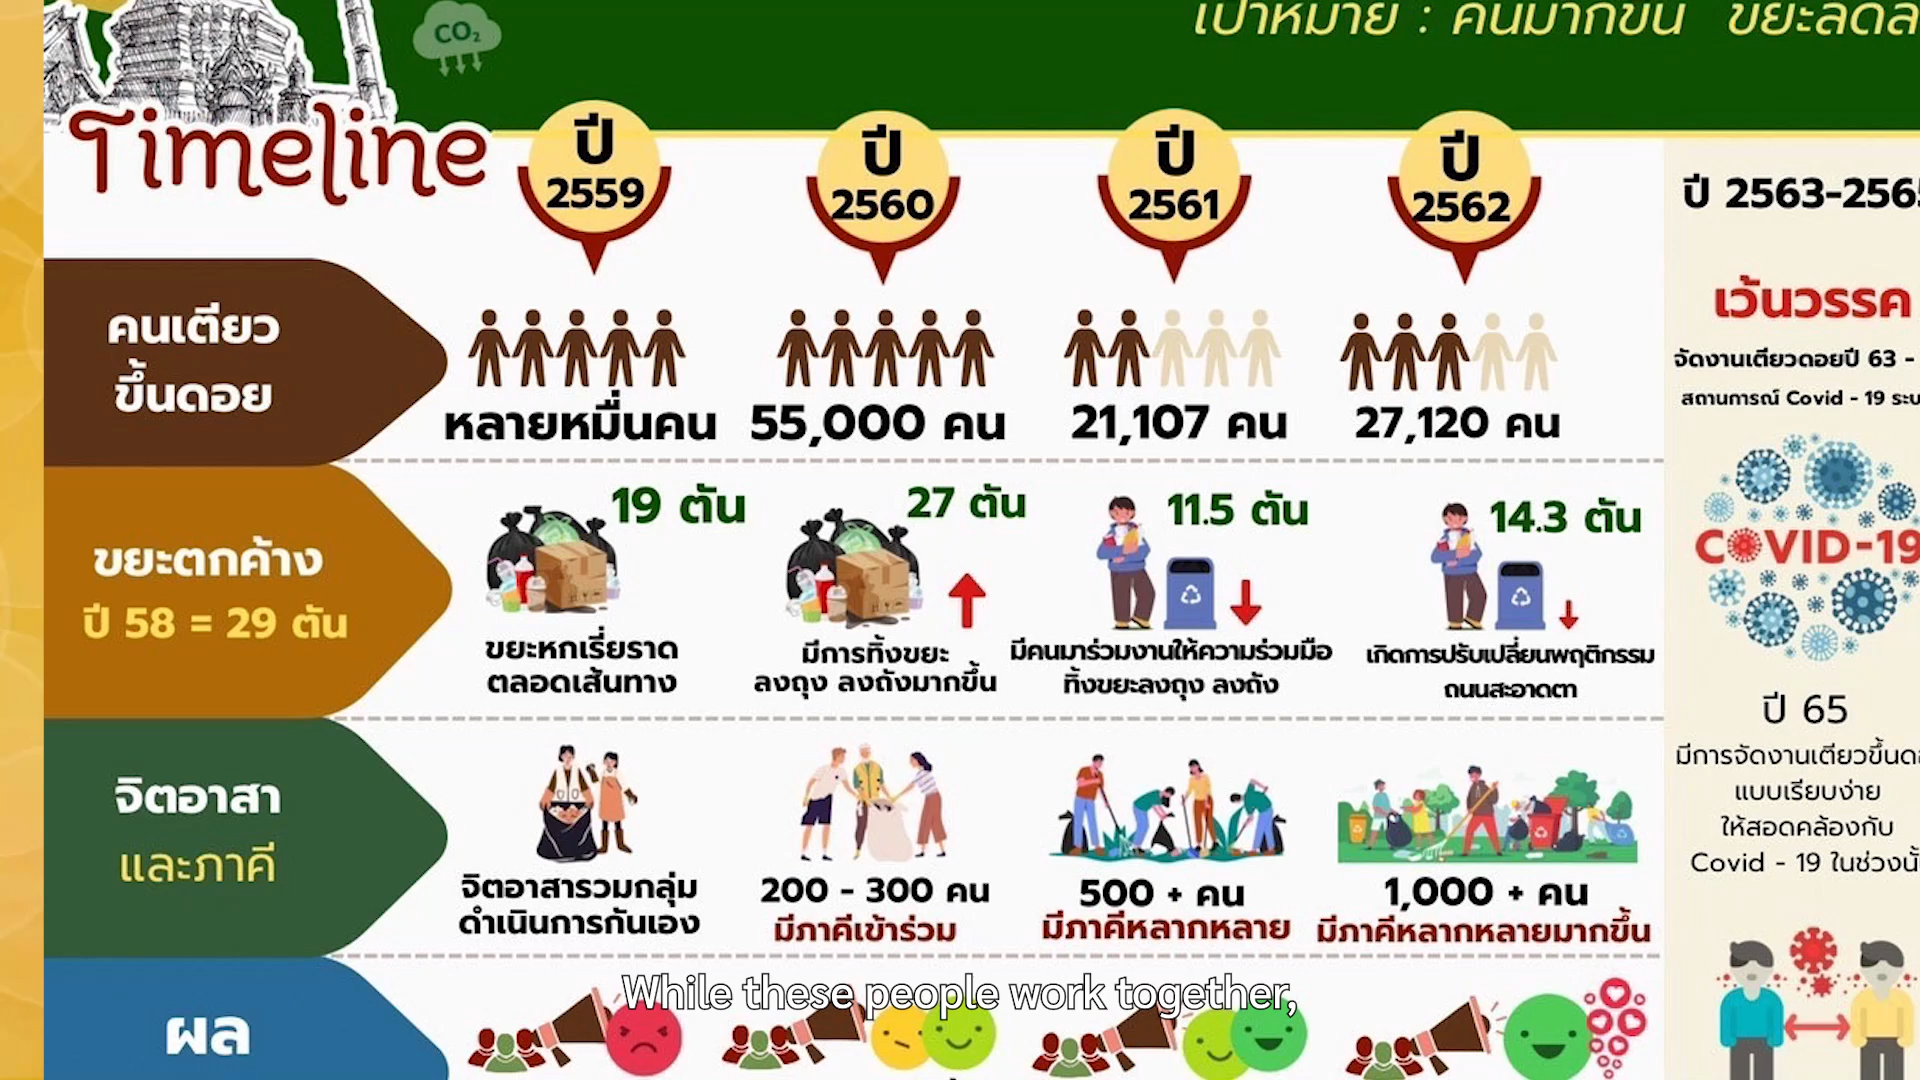 เป้าหมาย : คนมากขึ้น ขยะลดล
CO₂
Timeline
ปี 2559
ปี 2560
ปี 2561
ปี 2562
ปี 2563-256
คนเตียว
ขึ้นดอย
หลายหมื่นคน
55,000 คน
21,107 คน
27,120 คน
เว้นวรรค
จัดงานเตียวดอยปี 63 -
สถานการณ์ Covid - 19 ระบ
COVID-19
ขยะตกค้าง
ปี 58 = 29 ตัน
19 ตัน
27 ตัน
11.5 ตัน
14.3 ตัน
ขยะหกเรี่ยราด
ตลอดเส้นทาง
มีการทิ้งขยะ
ลงถุง ลงถังมากขึ้น
มีคนมาร่วมงานให้ความร่วมมือ
ทิ้งขยะลงถุง ลงถัง
เกิดการปรับเปลี่ยนพฤติกรรม
ถนนสะอาดตา
ปี 65
มีการจัดงานเตียวขึ้นด
แบบเรียบง่าย
ให้สอดคล้องกับ
Covid - 19 ในช่วงนั
จิตอาสา
และภาคี
จิตอาสารวมกลุ่ม
ดำเนินการกันเอง
200 - 300 คน
มีภาคีเข้าร่วม
500 + คน
มีภาคีหลากหลาย
1,000 + คน
มีภาคีหลากหลายมากขึ้น
ผล
While these people work together,